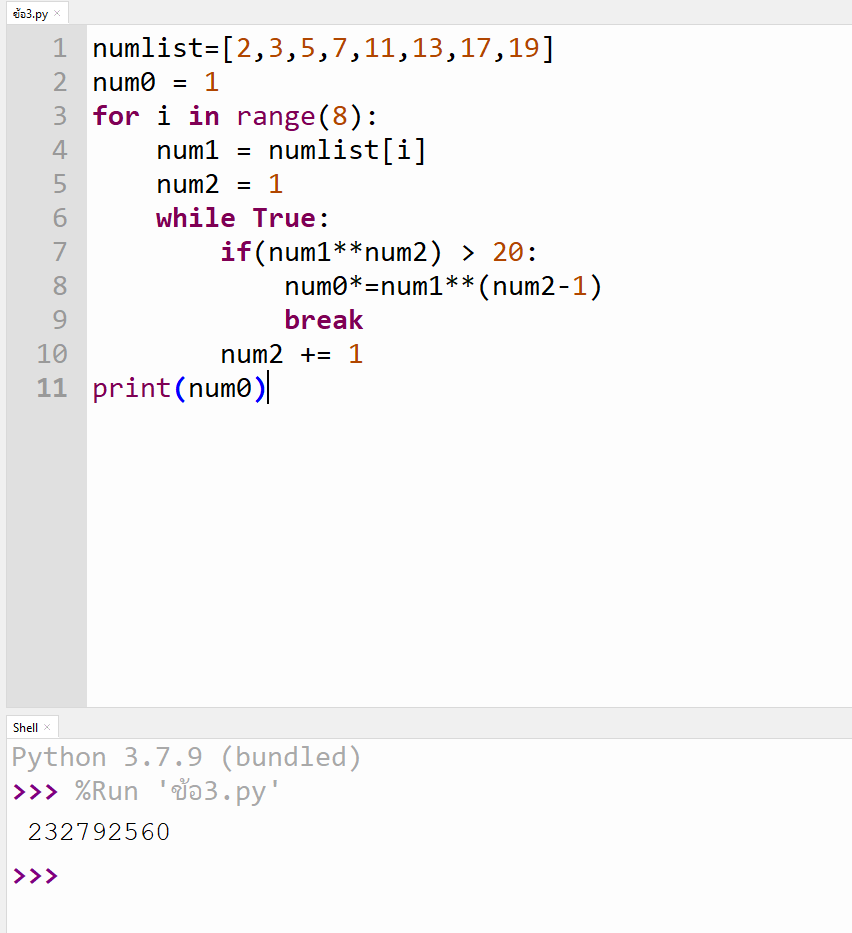 ข้อ3.py ×
1 numlist=[2,3,5,7,11,13,17,19]
2 num0 = 1
3 for i in range(8):
4     num1 = numlist[i]
5     num2 = 1
6     while True:
7         if(num1**num2) > 20:
8             num0*=num1**(num2-1)
9             break
10         num2 += 1
11 print(num0)
Shell ×
Python 3.7.9 (bundled)
>>> %Run 'ข้อ3.py'
232792560
>>>